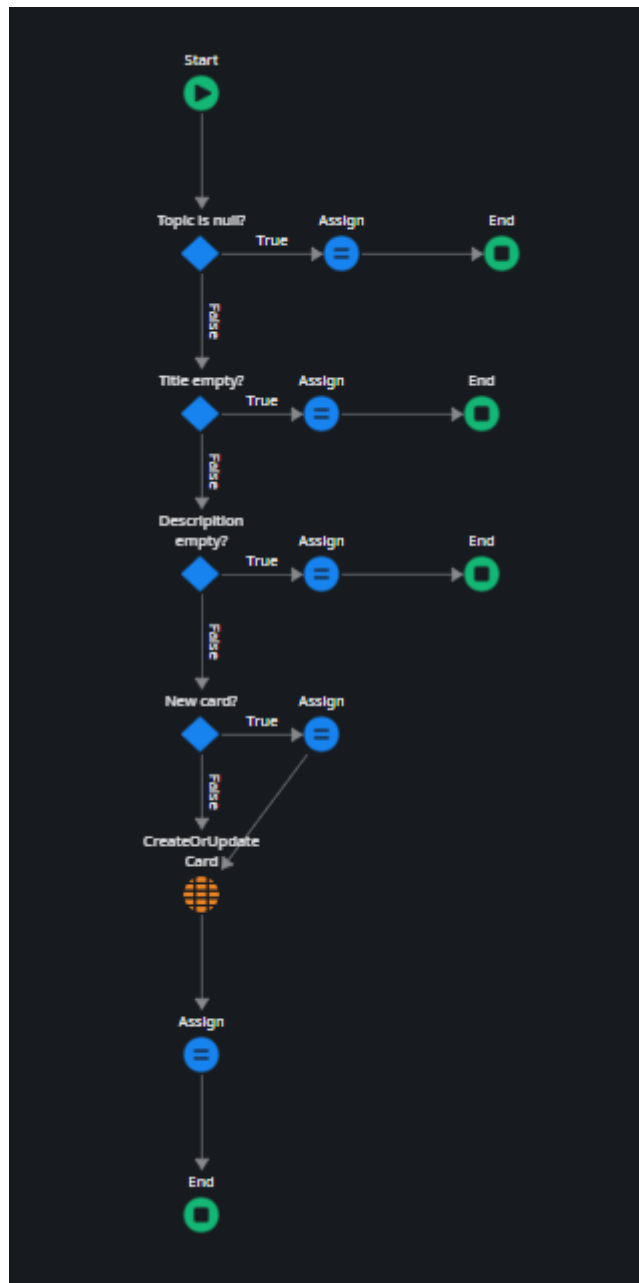 Start
Topic is null?
True
Assign
End
False
Title empty?
True
Assign
End
False
Descripition
empty?
True
Assign
End
False
New card?
True
Assign
False
CreateOrUpdate
Card
Assign
End